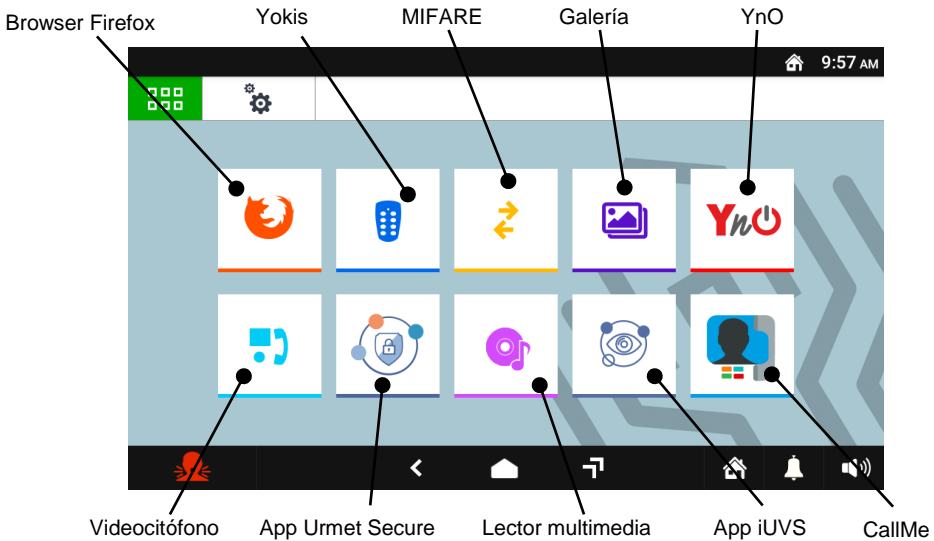 Browser Firefox
Yokis
MIFARE
Galería
YnO
9:57 AM
YnO
Videocitófono
App Urmet Secure
Lector multimedia
App iUVS
CallMe